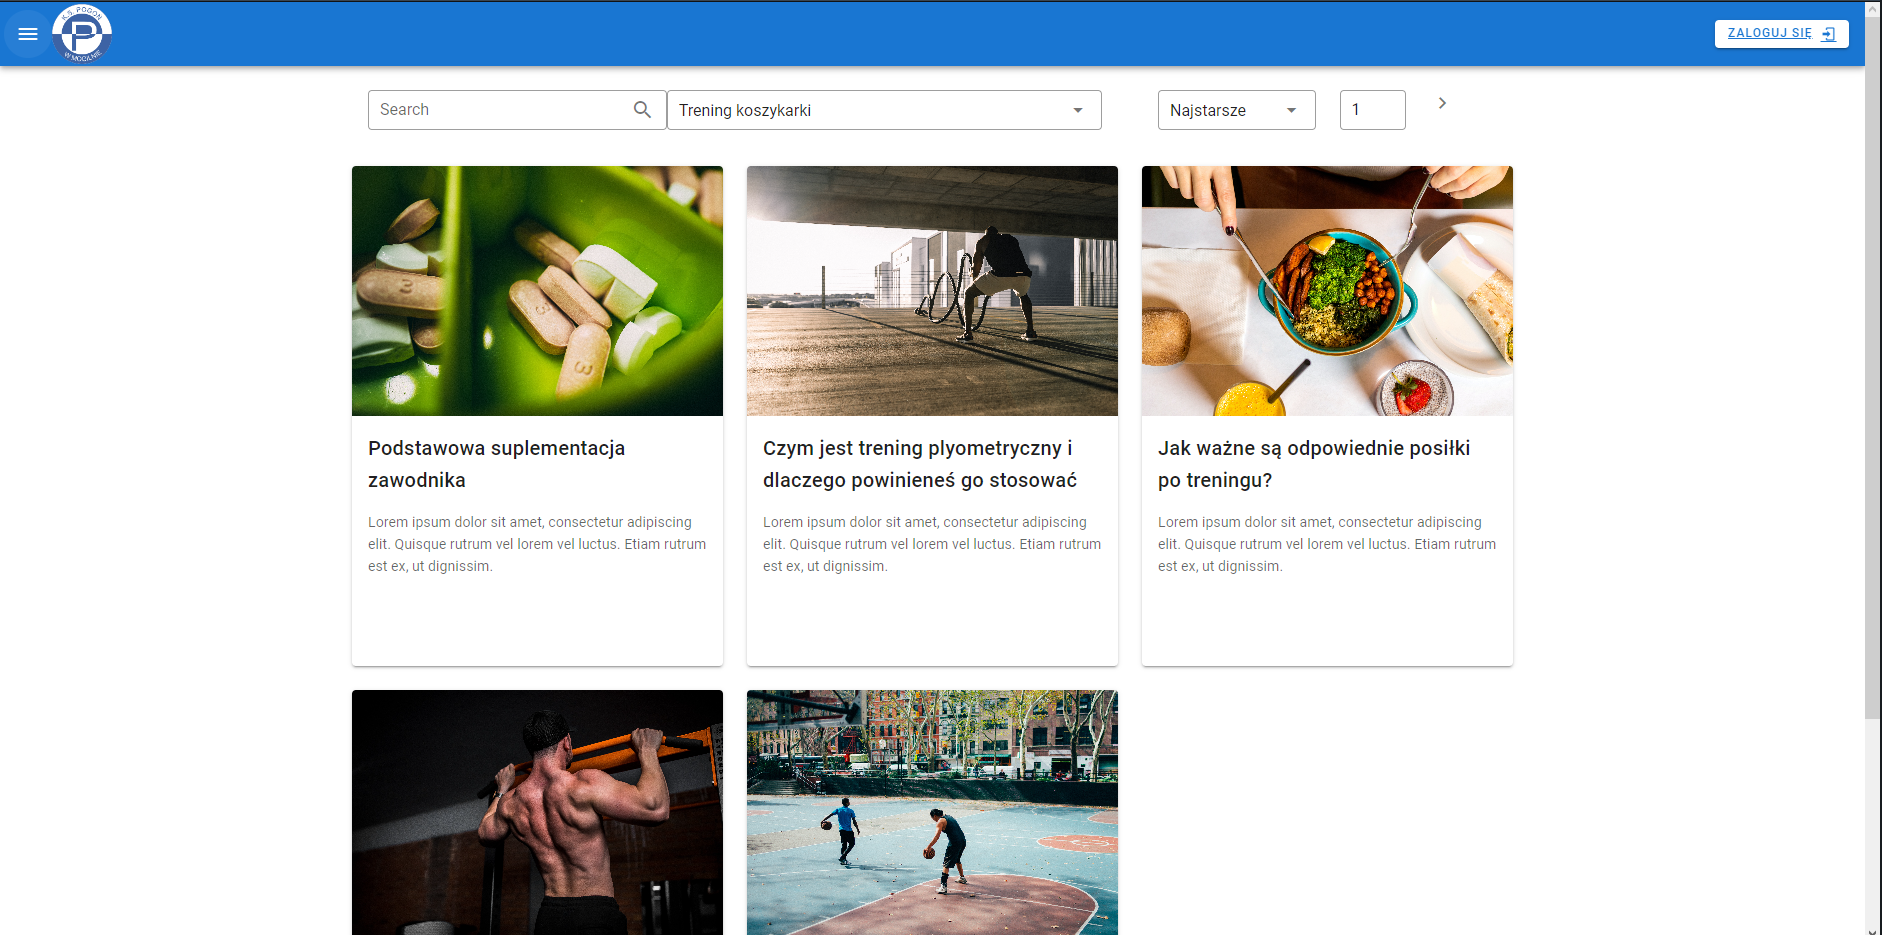 K.S. POGOŃ
P
W MOGILNIE
ZALOGUJ SIĘ
Search
Trening koszykarki
Najstarsze
1
3
3
3
Podstawowa suplementacja
zawodnika
Lorem ipsum dolor sit amet, consectetur adipiscing
elit. Quisque rutrum vel lorem vel luctus. Etiam rutrum
est ex, ut dignissim.
Czym jest trening plyometryczny i
dlaczego powinieneś go stosować
Lorem ipsum dolor sit amet, consectetur adipiscing
elit. Quisque rutrum vel lorem vel luctus. Etiam rutrum
est ex, ut dignissim.
Jak ważne są odpowiednie posiłki
po treningu?
Lorem ipsum dolor sit amet, consectetur adipiscing
elit. Quisque rutrum vel lorem vel luctus. Etiam rutrum
est ex, ut dignissim.